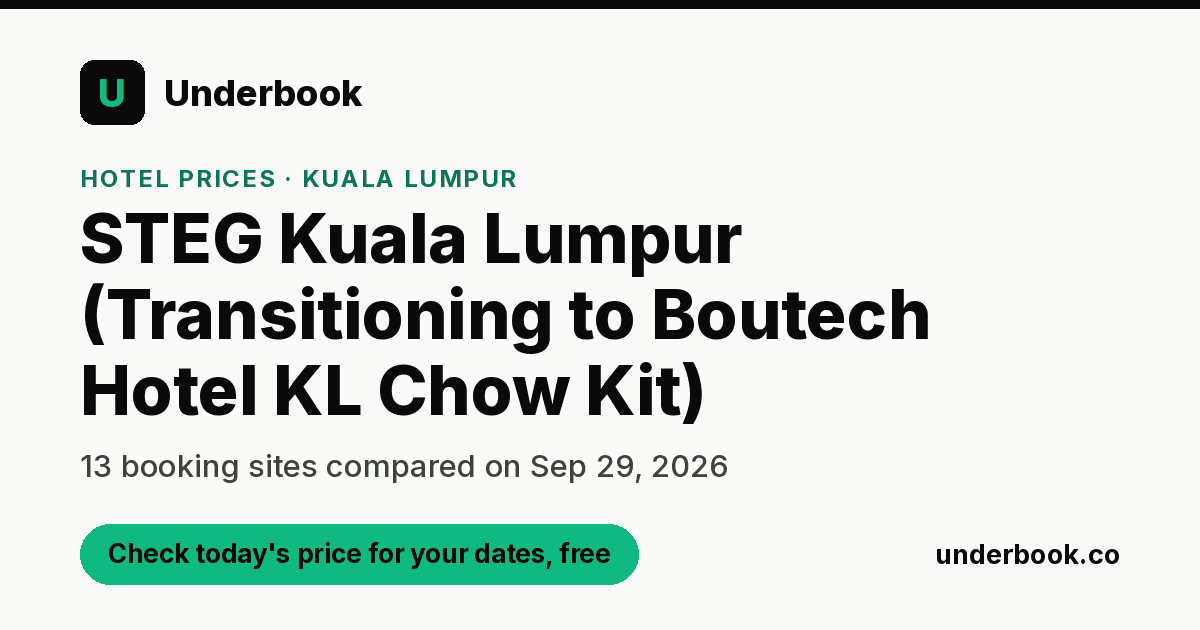 U Underbook
HOTEL PRICES · KUALA LUMPUR
STEG Kuala Lumpur
(Transitioning to Boutech
Hotel KL Chow Kit)
13 booking sites compared on Sep 29, 2026
Check today's price for your dates, free
underbook.co